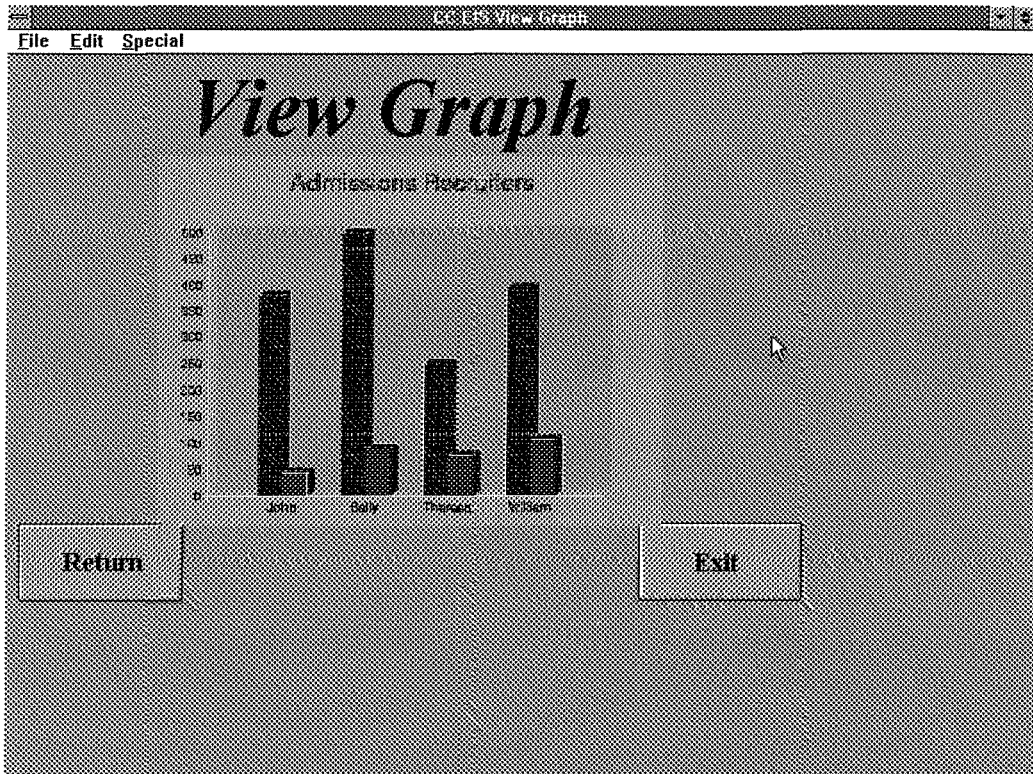 CC EIS View Graph
File Edit Special
View Graph
Admissions Recruiters
500
450
400
350
300
250
200
150
100
50
0
John Sally Theresa William
Return Exit